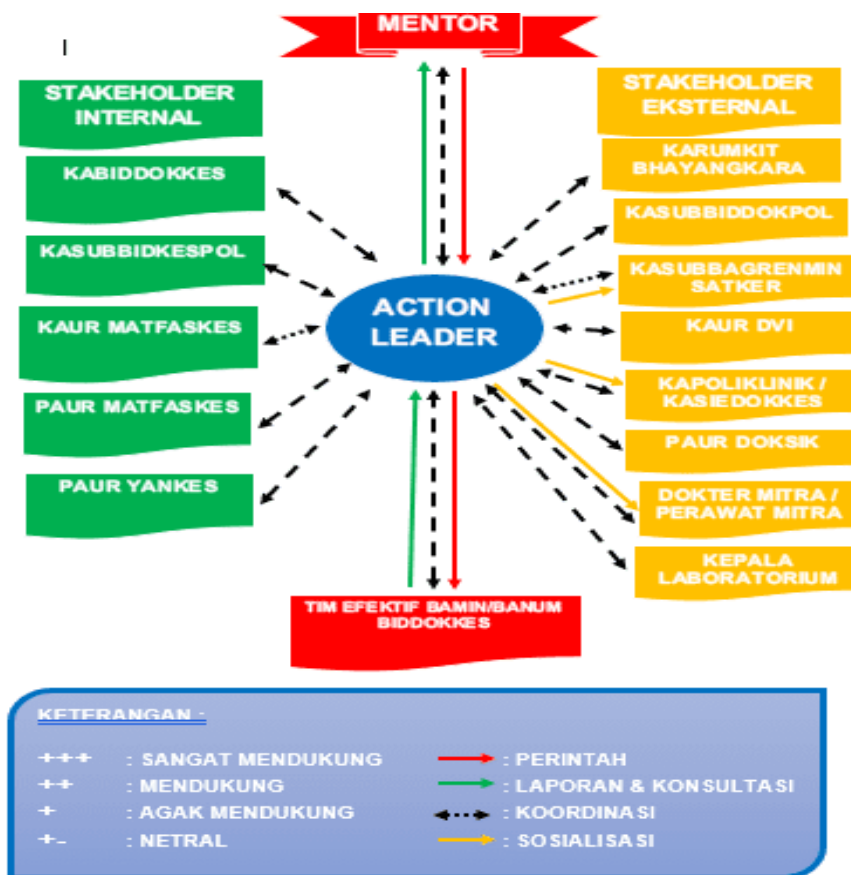 MENTOR
I
STAKEHOLDER
INTERNAL
KABIDDOKKES
KASUBBIDKESPOL
KAUR MATFASKES
PAUR MATFASKES
PAUR YANKES
ACTION
LEADER
STAKEHOLDER
EKSTERNAL
KARUMKIT
BHAYANGKARA
KASUBBIDDOKPOL
KASUBBAGRENMIN
SATKER
KAUR DVI
KAPOLIKLINIK /
KASIEDOKKES
PAUR DOKSIK
DOKTER MITRA /
PERAWAT MITRA
KEPALA
LABORATORIUM
TIM EFEKTIF BAMIN/BANUM
BIDDOKKES
KETERANGAN :
+++ : SANGAT MENDUKUNG
++ : MENDUKUNG
+ : AGAK MENDUKUNG
+- : NETRAL
: PERINTAH
: LAPORAN & KONSULTASI
: KOORDINASI
: SOSIALISASI